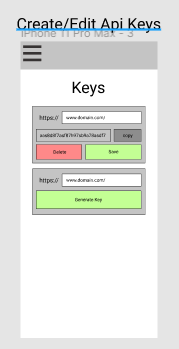 Create/Edit Api Keys
iPhone 11 Pro Max - 3
Keys
https:// www.domain.com/
copy
Delete Save
https:// www.domain.com/
Generate Key